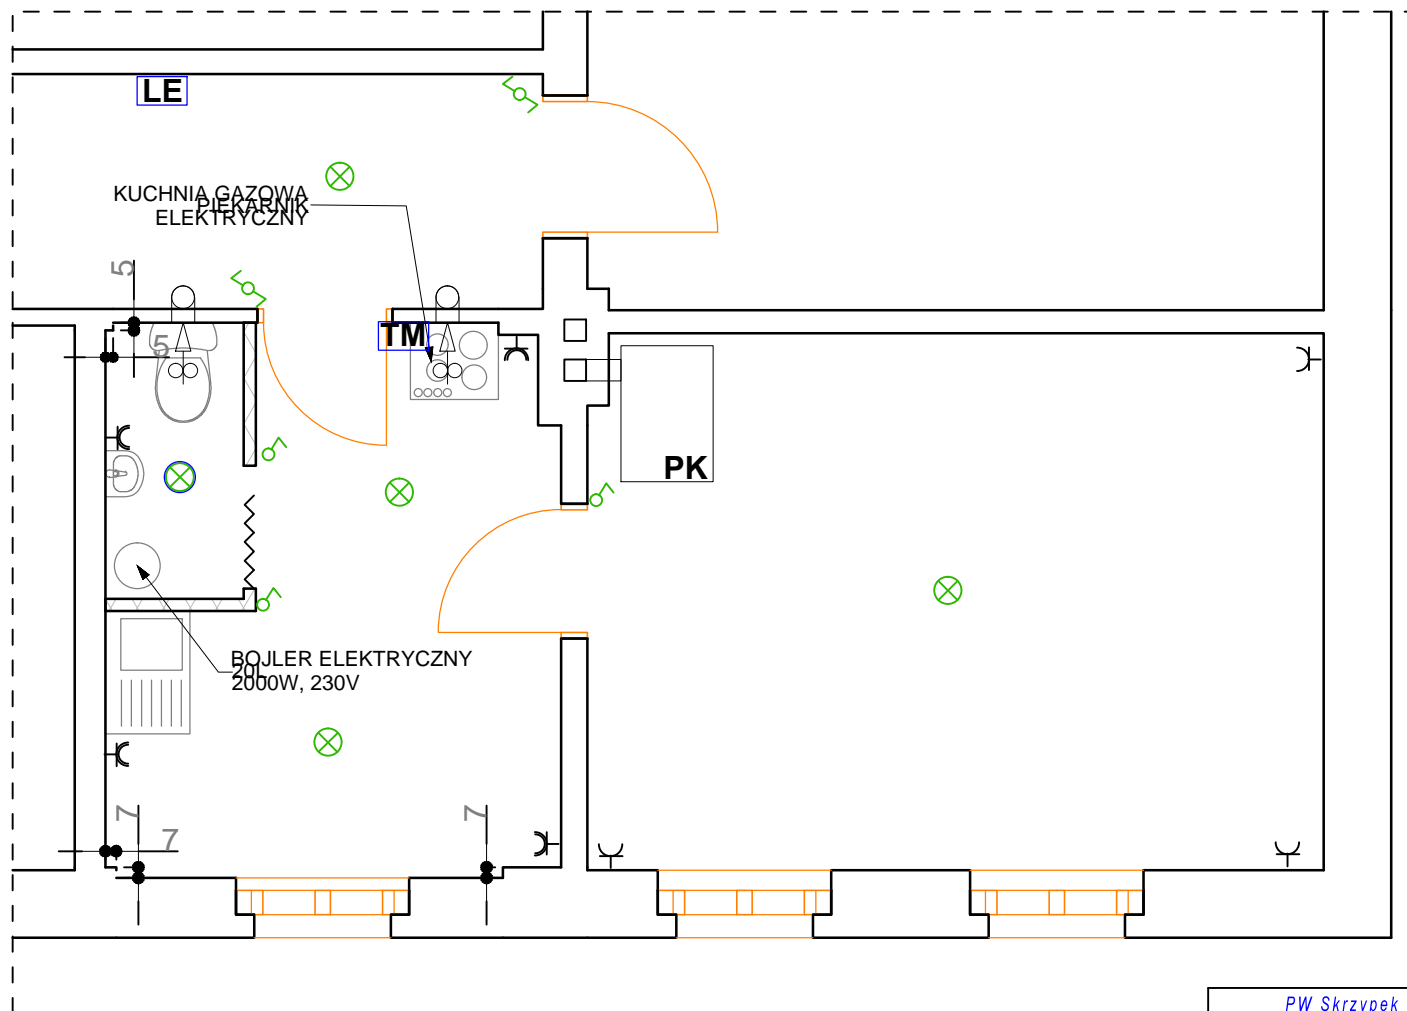 LE
KUCHNIA GAZOWA
PIEKARNIK
ELEKTRYCZNY
5
TM
5
PK
BOJLER ELEKTRYCZNY
20L
2000W, 230V
7
7
7
PW Skrzypek